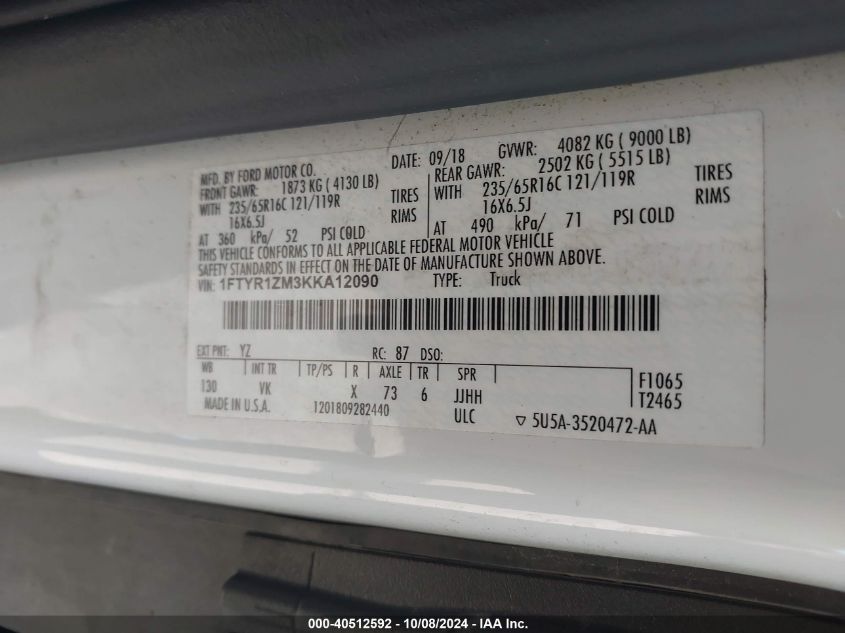 MFD. BY FORD MOTOR CO.
DATE: 09/18 GVWR: 4082 KG ( 9000 LB)
FRONT GAWR: 1873 KG ( 4130 LB)
REAR GAWR: 2502 KG ( 5515 LB)
WITH 235/65R16C 121/119R TIRES
WITH 235/65R16C 121/119R TIRES
16X6.5J RIMS
16X6.5J RIMS
AT 360 kPa/ 52 PSI COLD
AT 490 kPa/ 71 PSI COLD
THIS VEHICLE CONFORMS TO ALL APPLICABLE FEDERAL MOTOR VEHICLE
SAFETY STANDARDS IN EFFECT ON THE DATE OF MANUFACTURE SHOWN ABOVE.
VIN: 1FTYR1ZM3KKA12090 TYPE: Truck
EXT PNT: YZ RC: 87 DSO:
WB INT TR TP/PS R AXLE TR SPR
130 VK X 73 6 JJHH
F1065
T2465
MADE IN U.S.A. 1201809282440 ULC
5U5A-3520472-AA
000-40512592 - 10/08/2024 - IAA Inc.